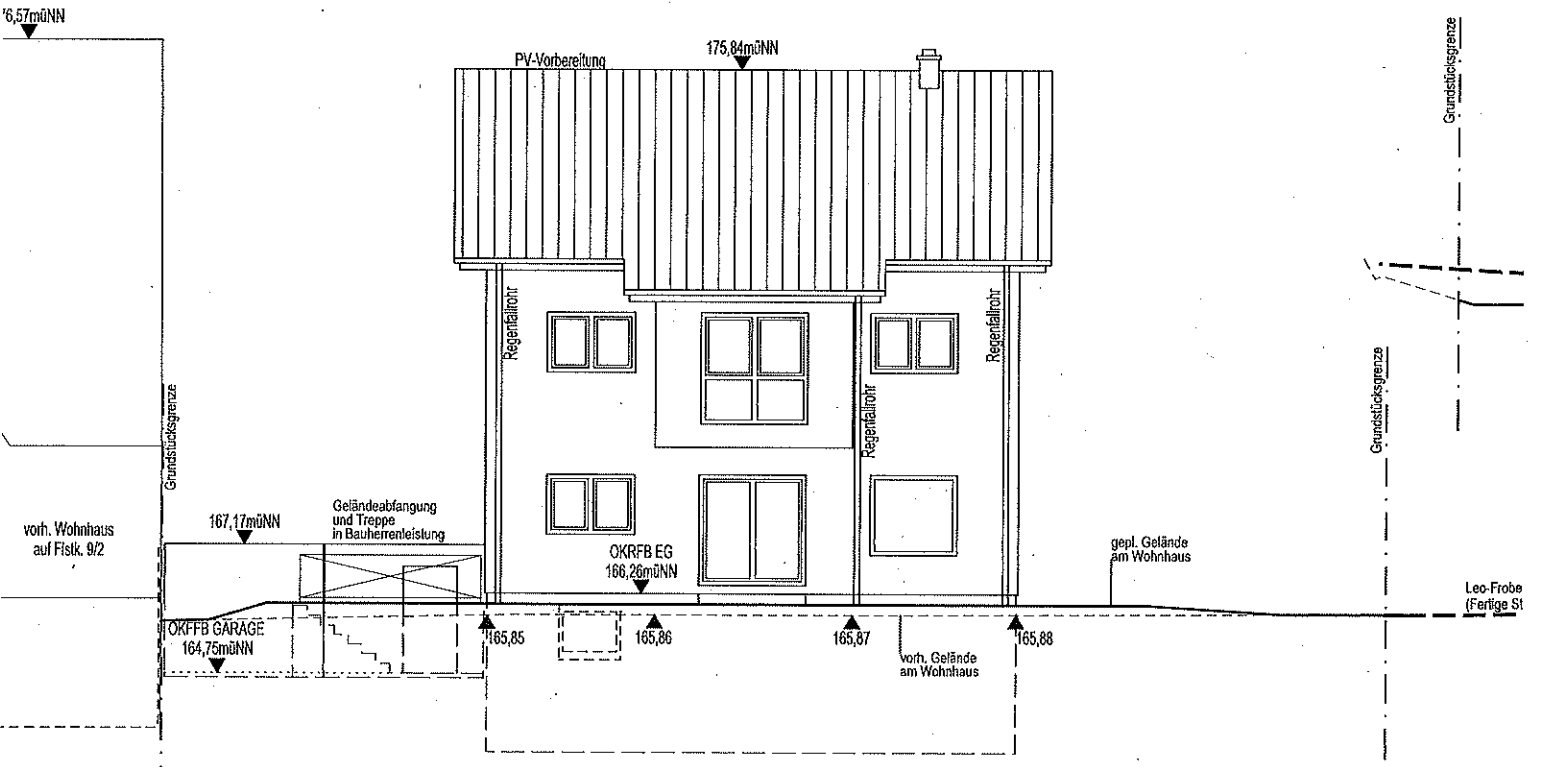 '6,57müNN
PV-Vorbereitung
175,84müNN
Grundstücksgrenze
Regenfallrohr
Regenfallrohr
Regenfallrohr
Grundstücksgrenze
Grundstücksgrenze
vorh. Wohnhaus
auf Flstk. 9/2
167,17müNN
Geländeabfangung
und Treppe
in Bauherrenleistung
OKRFB EG
166,26müNN
gepl. Gelände
am Wohnhaus
Leo-Frobe
(Fertige St
OKFFB GARAGE
164,75müNN
165,85
165,86
165,87
165,88
vorh. Gelände
am Wohnhaus